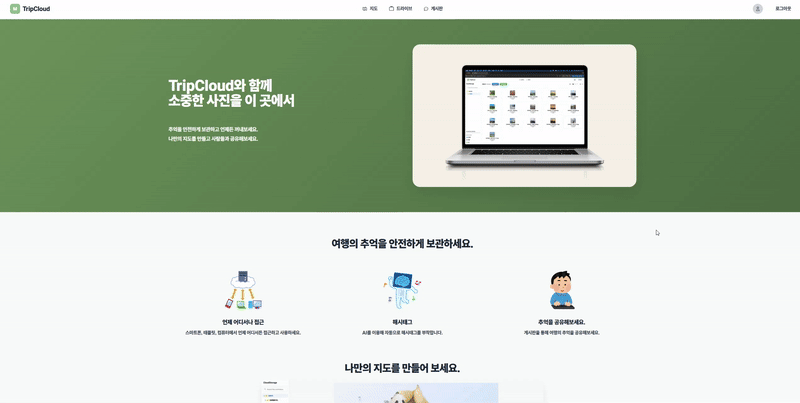 TripCloud
지도
드라이브
게시판
로그아웃
TripCloud와 함께
소중한 사진을 이 곳에서
추억을 안전하게 보관하고 언제든 꺼내보세요.
나만의 지도를 만들고 사람들과 공유해보세요.
여행의 추억을 안전하게 보관하세요.
언제 어디서나 접근
스마트폰, 태블릿, 컴퓨터에서 언제 어디서든 접근하고 사용하세요.
해시태그
AI를 이용해 자동으로 해시태그를 부착합니다.
추억을 공유해보세요.
게시판을 통해 여행의 추억을 공유해보세요.
나만의 지도를 만들어 보세요.